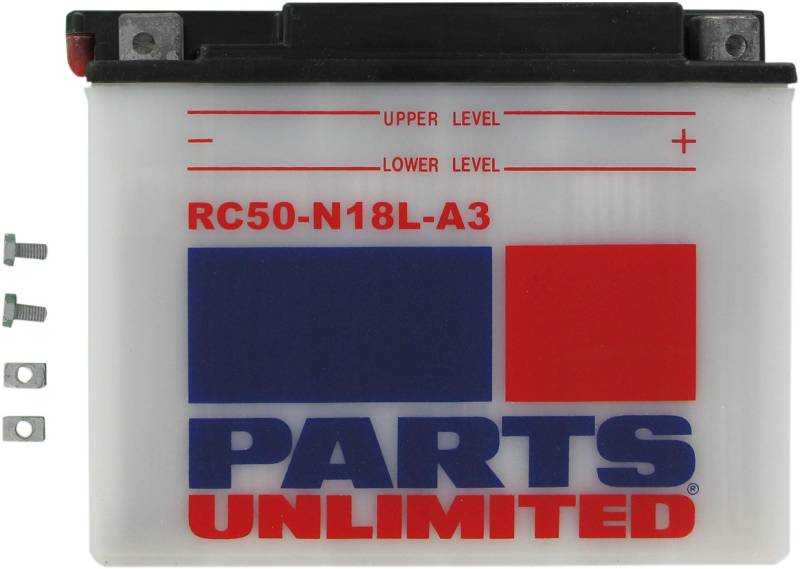 UPPER LEVEL
- +
LOWER LEVEL
RC50-N18L-A3
PARTS
UNLIMITED®